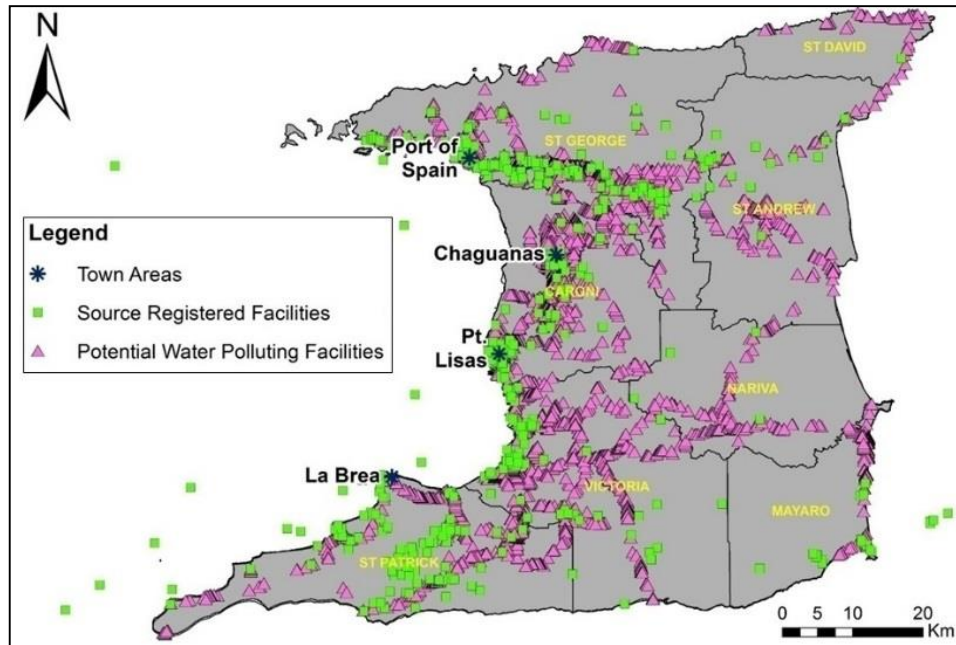 N
ST DAVID
ST GEORGE
Port of
Spain
ST ANDREW
Legend
Town Areas
Source Registered Facilities
Potential Water Polluting Facilities
Chaguanas
CARONI
Pt.
Lisas
NARIVA
La Brea
VICTORIA
MAYARO
ST PATRICK
0 5 10 20
Km